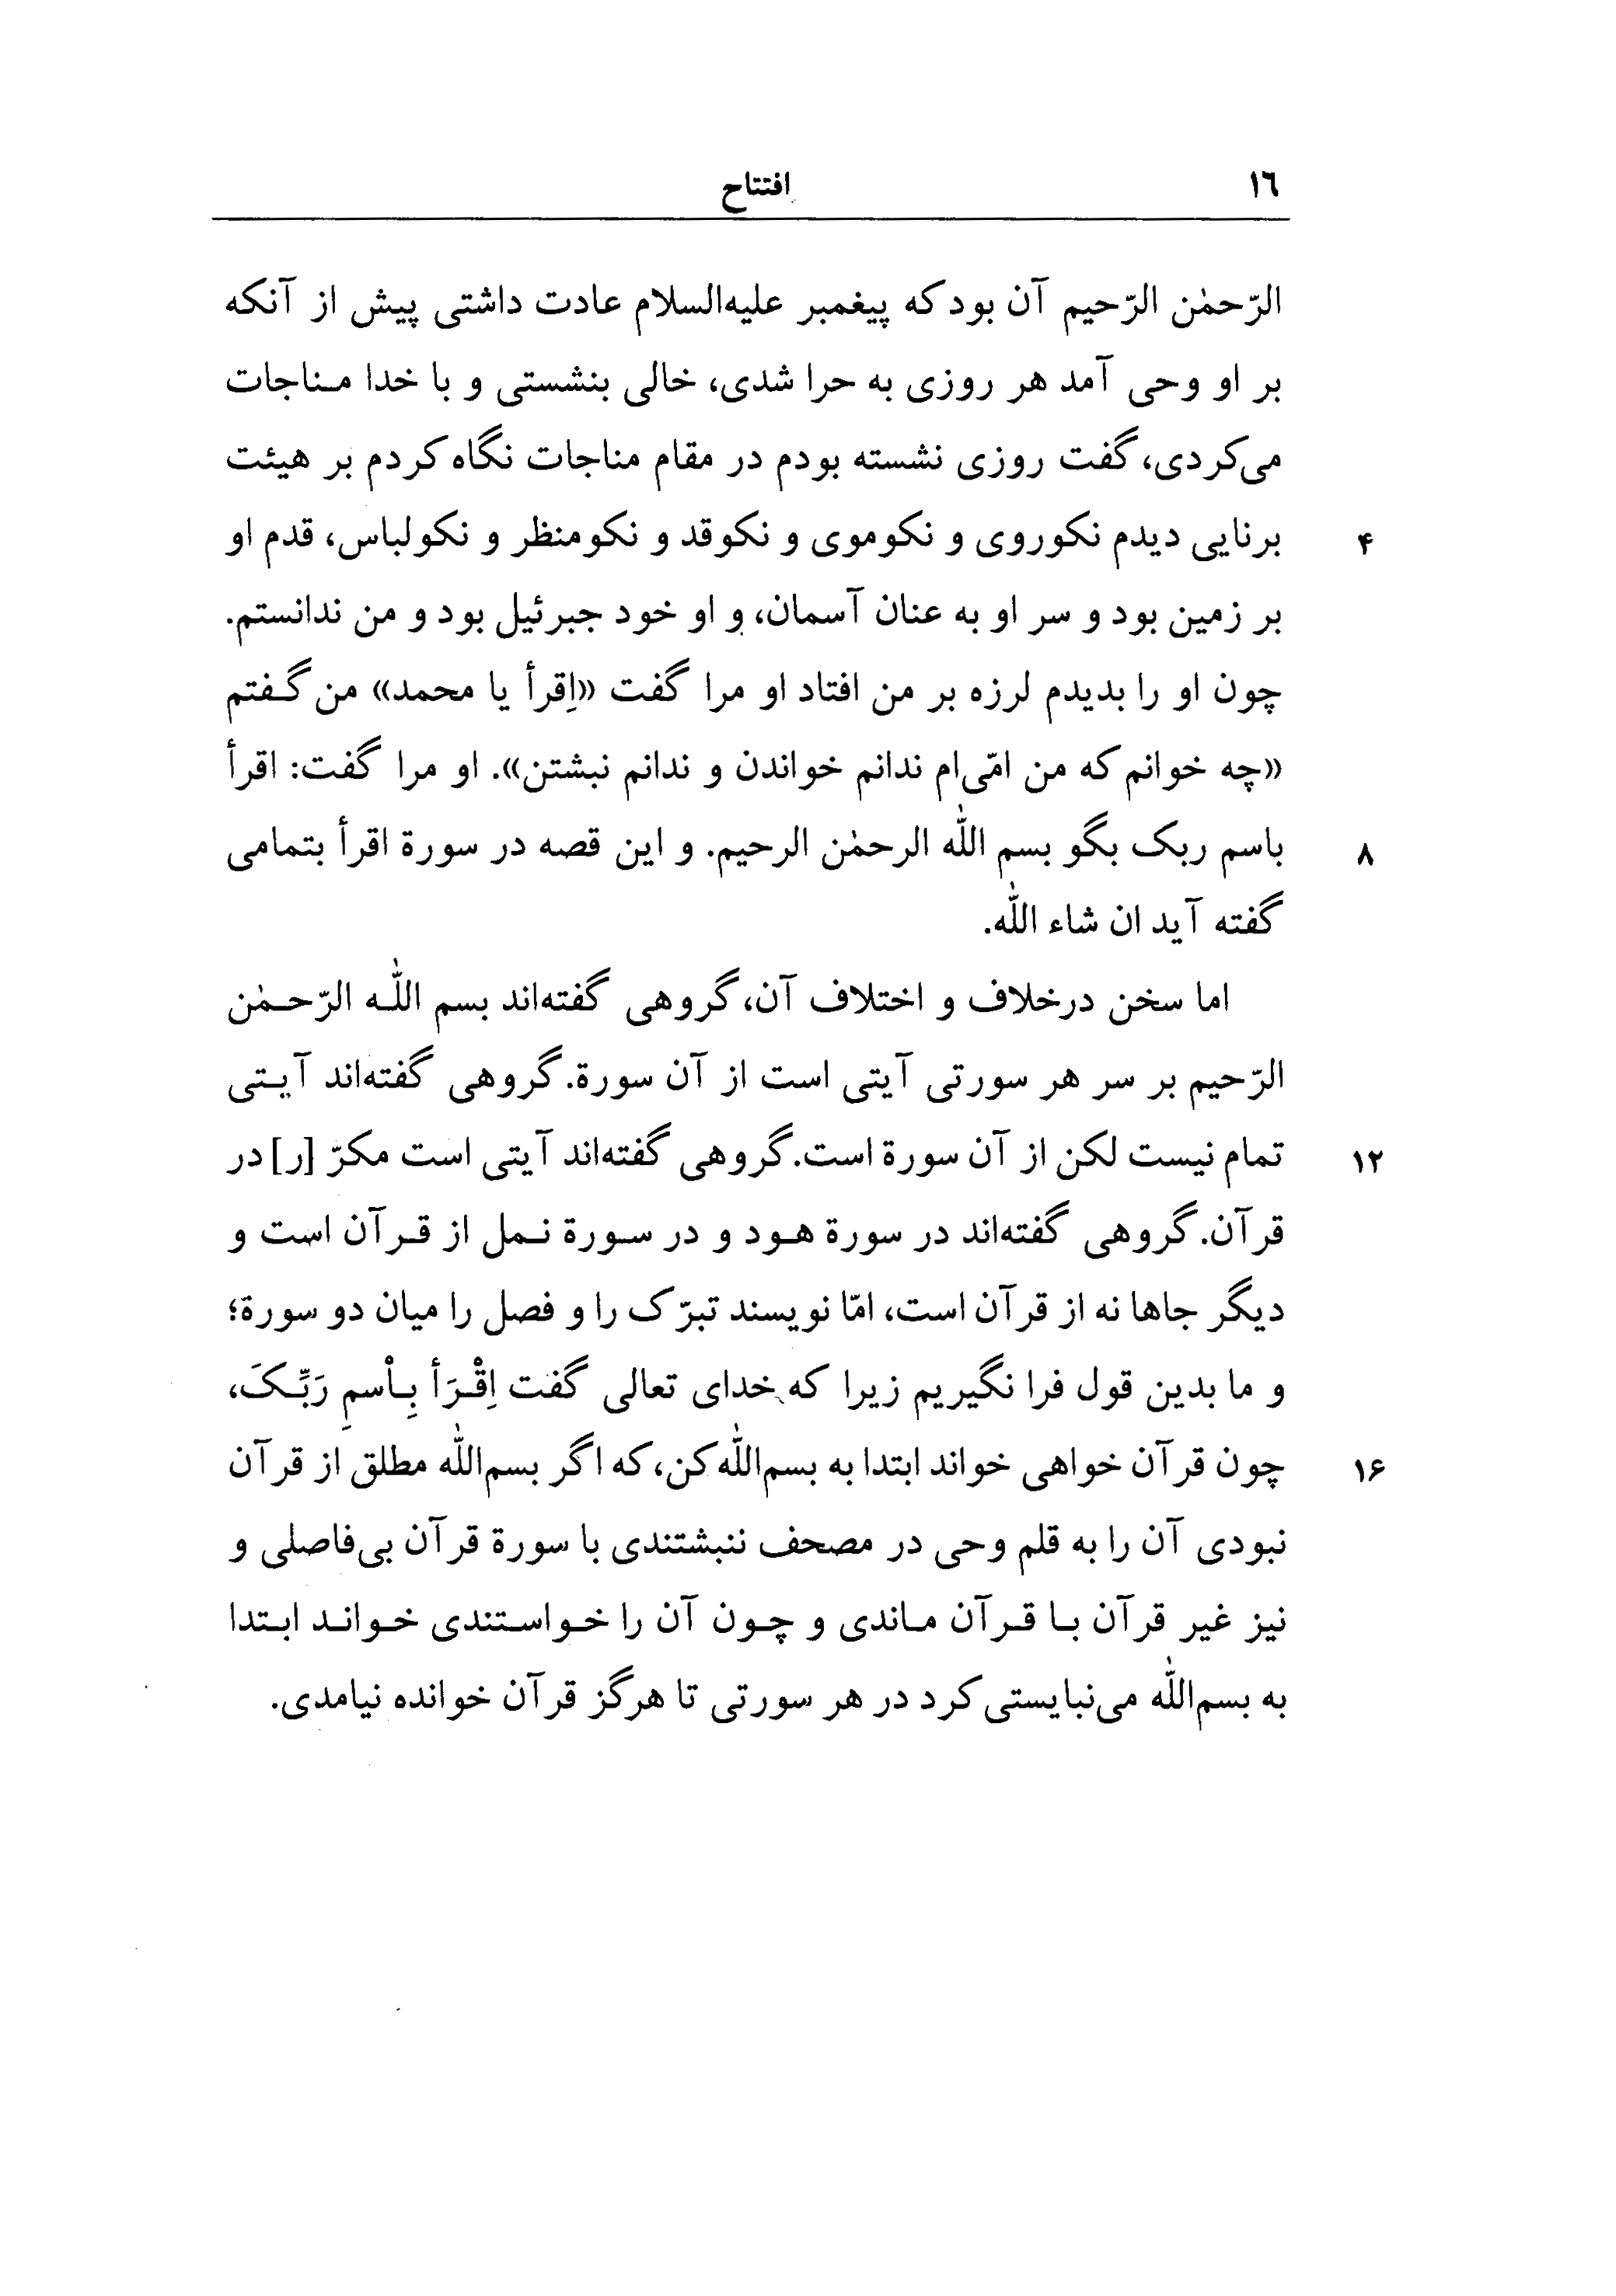 ١٦ افتتاح
الرّحمٰن الرّحیم آن بود که پیغمبر علیه‌السلام عادت داشتی پیش از آنکه
بر او وحی آمد هر روزی به حرا شدی، خالی بنشستی و با خدا مناجات
می‌کردی، گفت روزی نشسته بودم در مقام مناجات نگاه کردم بر هیئت
۴ برنایی دیدم نکوروی و نکوموی و نکوقد و نکومنظر و نکولباس، قدم او
بر زمین بود و سر او به عنان آسمان، و او خود جبرئیل بود و من ندانستم.
چون او را بدیدم لرزه بر من افتاد او مرا گفت «اِقرأ یا محمد» من گفتم
«چه خوانم که من امّی‌ام ندانم خواندن و ندانم نبشتن». او مرا گفت: اقرأ
۸ باسم ربک بگو بسم اللّٰه الرحمٰن الرحیم. و این قصه در سورة اقرأ بتمامی
گفته آید ان شاء اللّٰه.
اما سخن درخلاف و اختلاف آن، گروهی گفته‌اند بسم اللّٰه الرّحمٰن
الرّحیم بر سر هر سورتی آیتی است از آن سورة. گروهی گفته‌اند آیتی
۱۲ تمام نیست لکن از آن سورة است. گروهی گفته‌اند آیتی است مکرّ [ر] در
قرآن. گروهی گفته‌اند در سورة هود و در سورة نمل از قرآن است و
دیگر جاها نه از قرآن است، امّا نویسند تبرّک را و فصل را میان دو سورة؛
و ما بدین قول فرا نگیریم زیرا که خدای تعالی گفت اِقْرَأ بِاْسمِ رَبِّکَ،
۱۶ چون قرآن خواهی خواند ابتدا به بسم‌اللّٰه کن، که اگر بسم‌اللّٰه مطلق از قرآن
نبودی آن را به قلم وحی در مصحف ننبشتندی با سورة قرآن بی‌فاصلی و
نیز غیر قرآن با قرآن ماندی و چون آن را خواستندی خواند ابتدا
به بسم‌اللّٰه می‌نبایستی کرد در هر سورتی تا هرگز قرآن خوانده نیامدی.